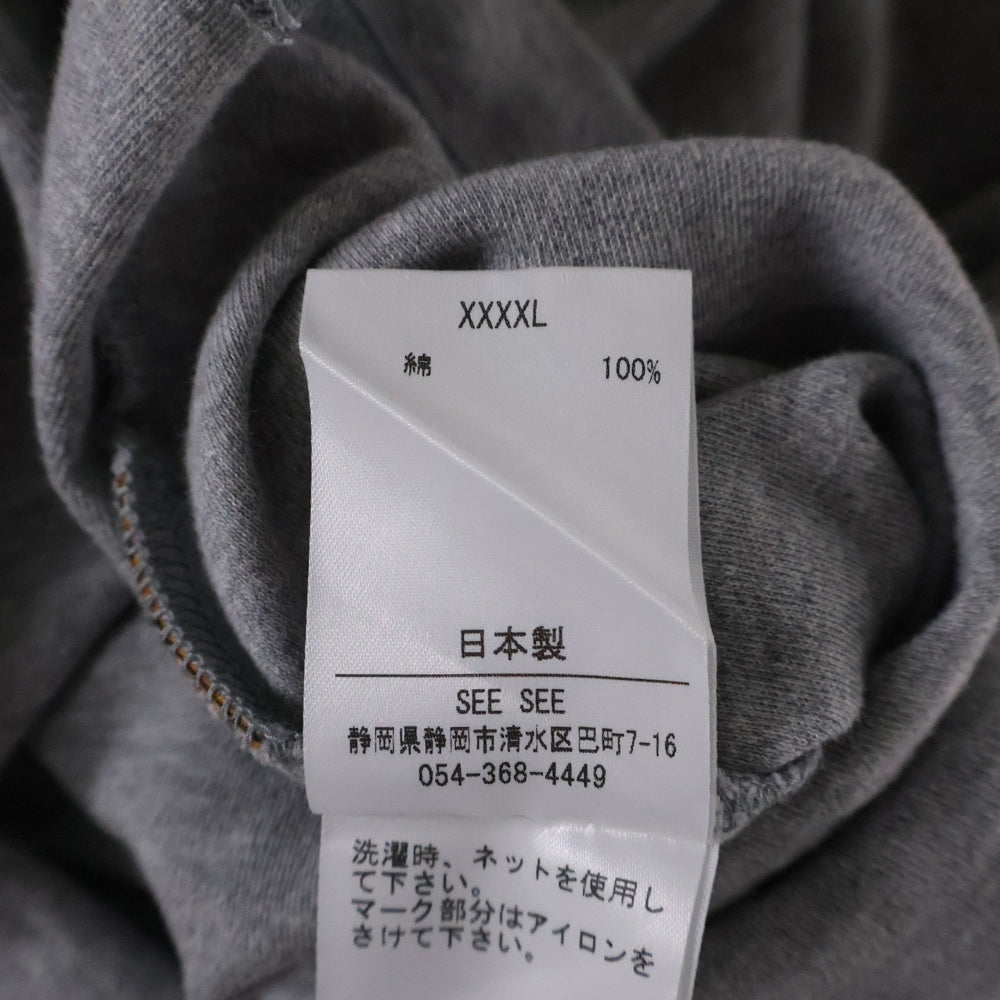 XXXXL
綿 100%
日本製
SEE SEE
静岡県静岡市清水区巴町7-16
054-368-4449
洗濯時、ネットを使用し
て下さい。
マーク部分はアイロンを
さけて下さい。